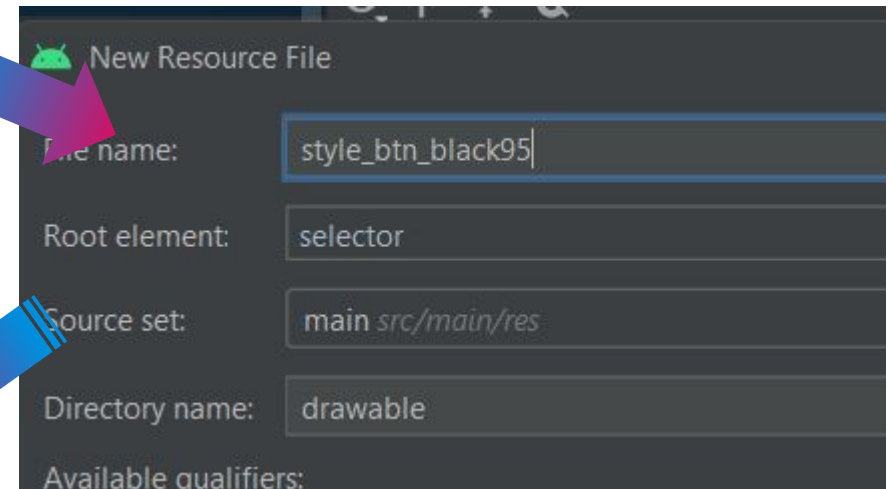 New Resource File
File name: style_btn_black95
Root element: selector
Source set: main src/main/res
Directory name: drawable
Available qualifiers: